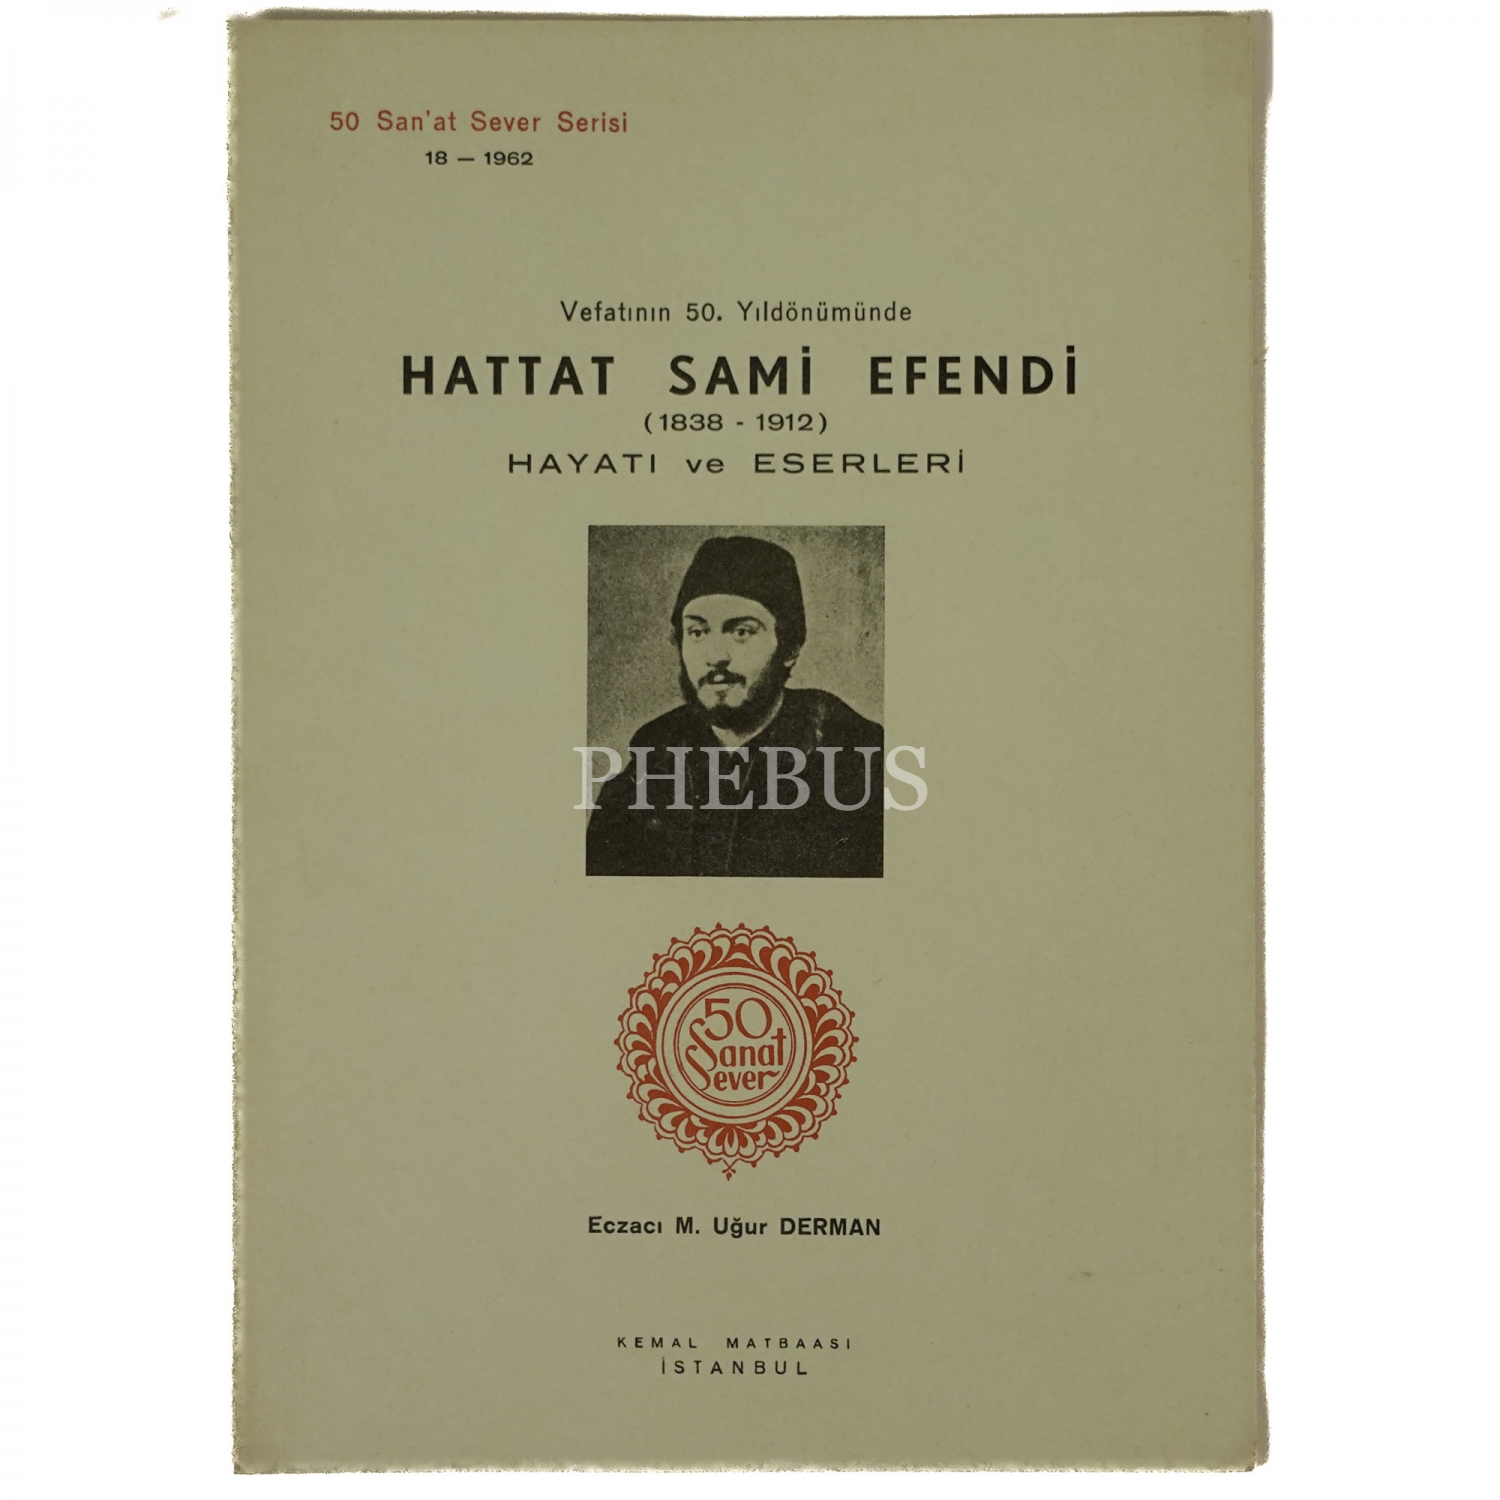 50 San'at Sever Serisi
18 — 1962
Vefatının 50. Yıldönümünde
HATTAT SAMİ EFENDİ
(1838 - 1912)
HAYATI ve ESERLERİ
PHEBUS
50
Sanat
Sever
Eczacı M. Uğur DERMAN
KEMAL MATBAASI
İSTANBUL